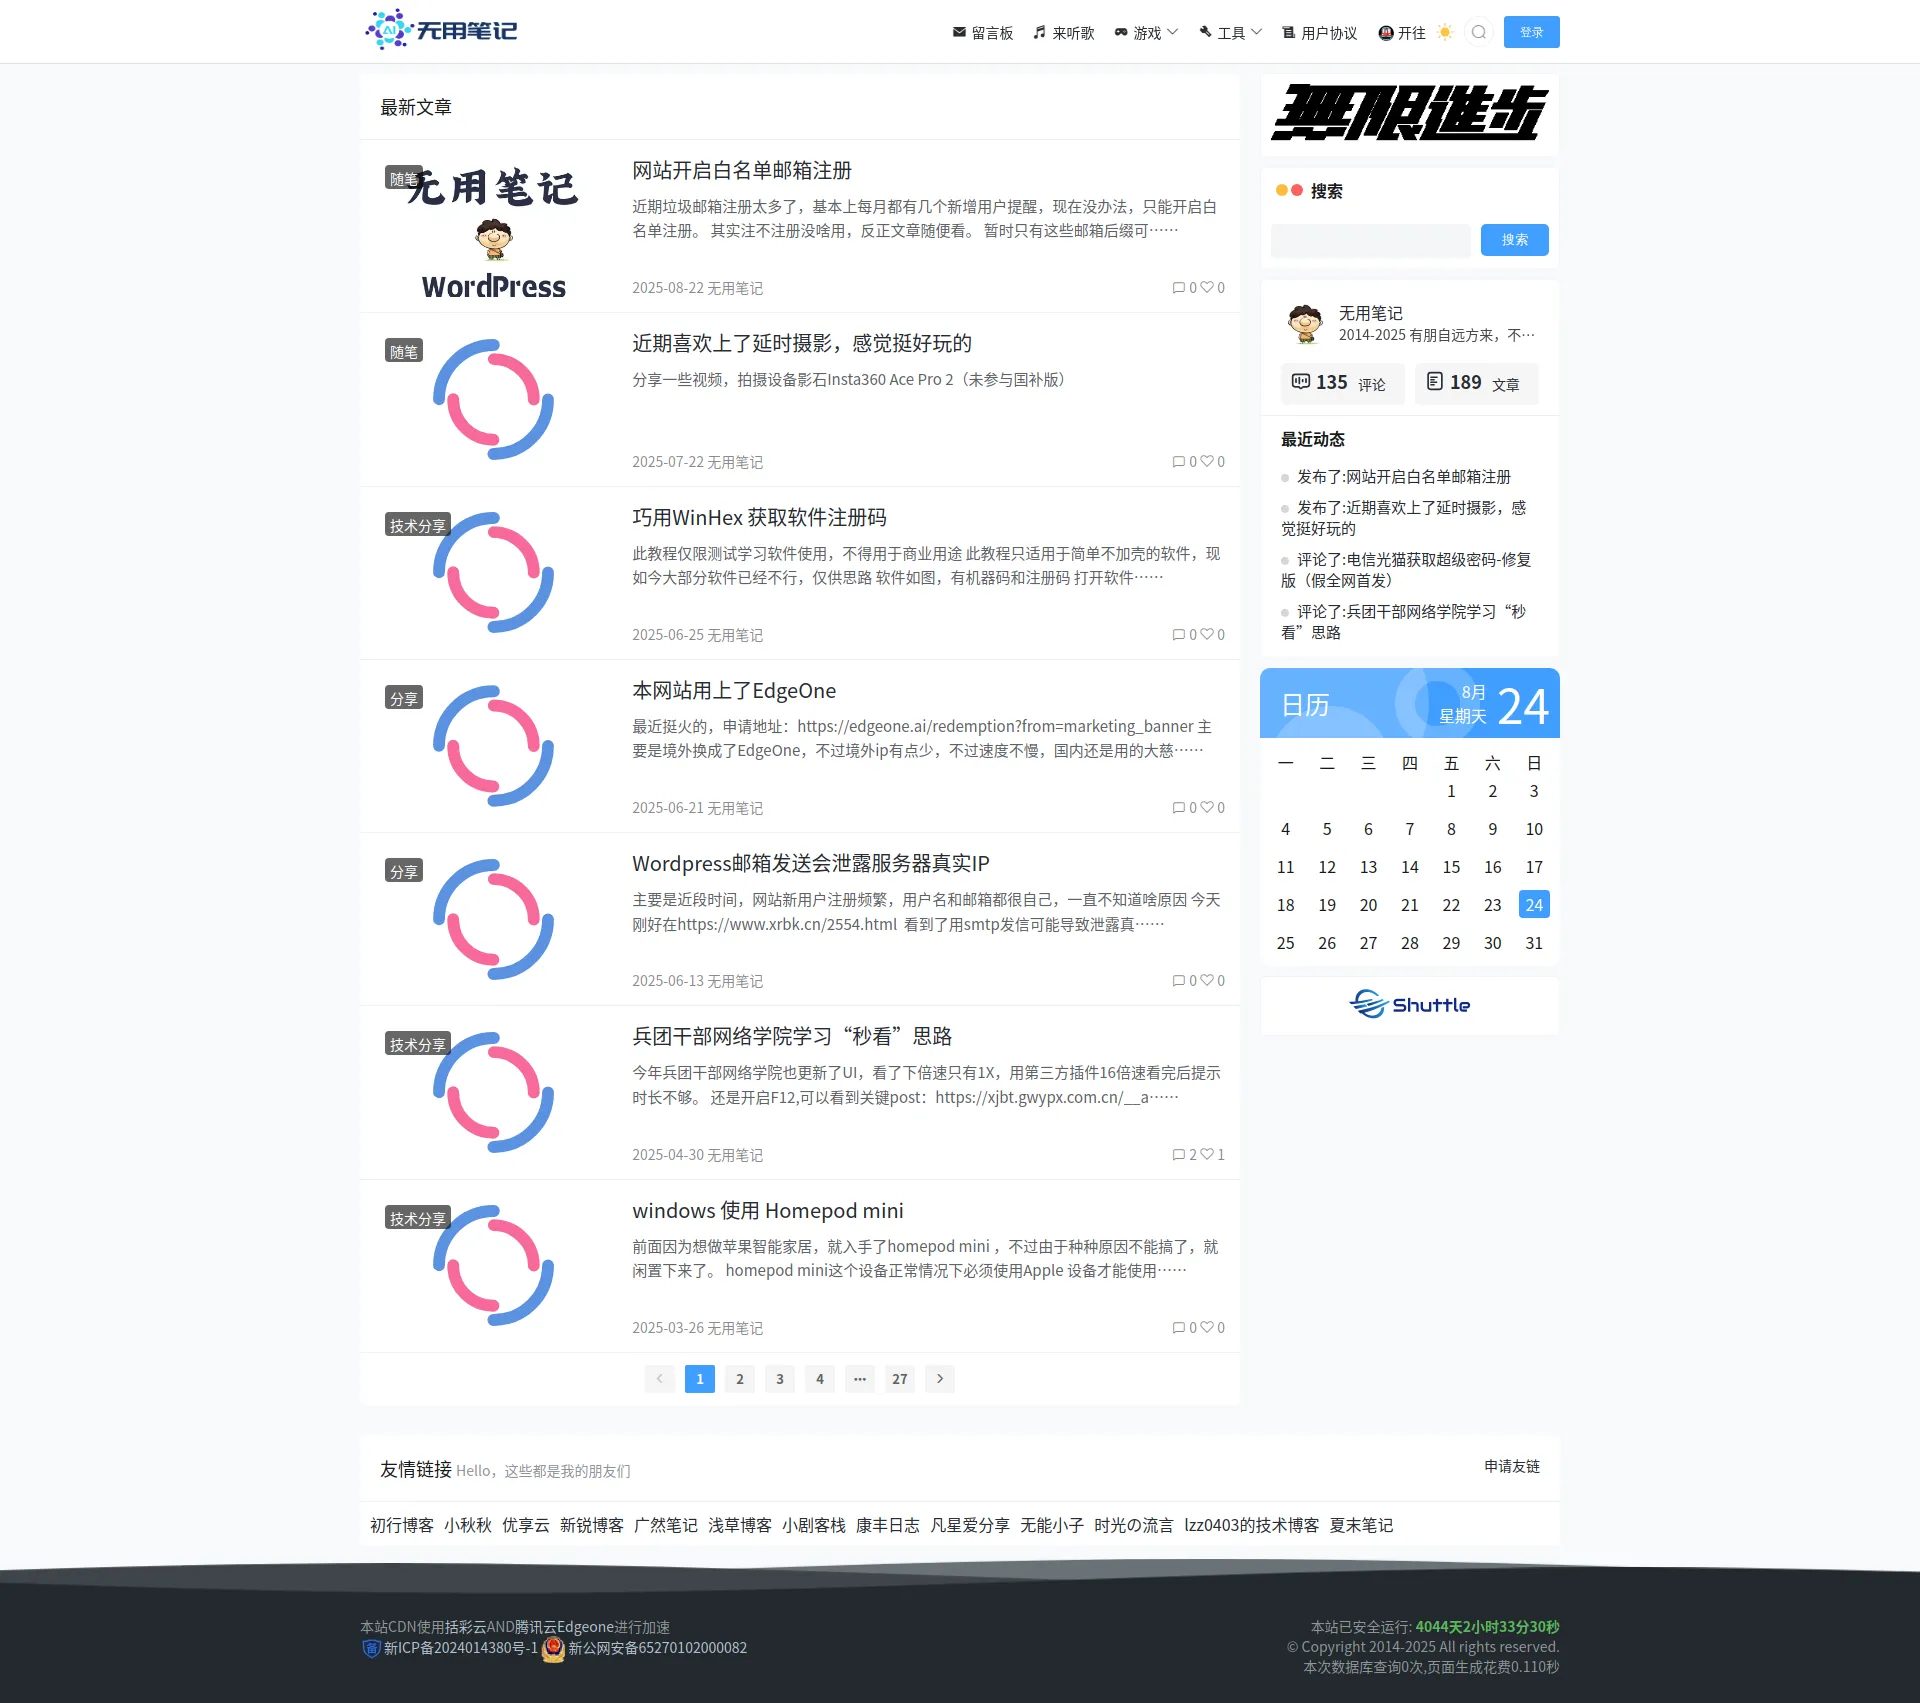 无用笔记
留言板
来听歌
游戏
工具
用户协议
开往
登录
最新文章
随笔
无用笔记
WordPress
网站开启白名单邮箱注册
近期垃圾邮箱注册太多了，基本上每月都有几个新增用户提醒，现在没办法，只能开启白
名单注册。 其实注不注册没啥用，反正文章随便看。 暂时只有这些邮箱后缀可……
2025-08-22 无用笔记
0 0
随笔
近期喜欢上了延时摄影，感觉挺好玩的
分享一些视频，拍摄设备影石Insta360 Ace Pro 2（未参与国补版）
2025-07-22 无用笔记
0 0
技术分享
巧用WinHex 获取软件注册码
此教程仅限测试学习软件使用，不得用于商业用途 此教程只适用于简单不加壳的软件，现
如今大部分软件已经不行，仅供思路 软件如图，有机器码和注册码 打开软件……
2025-06-25 无用笔记
0 0
分享
本网站用上了EdgeOne
最近挺火的，申请地址：https://edgeone.ai/redemption?from=marketing_banner 主
要是境外换成了EdgeOne，不过境外ip有点少，不过速度不慢，国内还是用的大慈……
2025-06-21 无用笔记
0 0
分享
Wordpress邮箱发送会泄露服务器真实IP
主要是近段时间，网站新用户注册频繁，用户名和邮箱都很自己，一直不知道啥原因 今天
刚好在https://www.xrbk.cn/2554.html 看到了用smtp发信可能导致泄露真……
2025-06-13 无用笔记
0 0
技术分享
兵团干部网络学院学习“秒看”思路
今年兵团干部网络学院也更新了UI，看了下倍速只有1X，用第三方插件16倍速看完后提示
时长不够。 还是开启F12,可以看到关键post：https://xjbt.gwypx.com.cn/__a……
2025-04-30 无用笔记
2 1
技术分享
windows 使用 Homepod mini
前面因为想做苹果智能家居，就入手了homepod mini ，不过由于种种原因不能搞了，就
闲置下来了。 homepod mini这个设备正常情况下必须使用Apple 设备才能使用……
2025-03-26 无用笔记
0 0
1 2 3 4 ··· 27
無限進步
搜索
搜索
无用笔记
2014-2025 有朋自远方来，不…
135 评论
189 文章
最近动态
发布了:网站开启白名单邮箱注册
发布了:近期喜欢上了延时摄影，感
觉挺好玩的
评论了:电信光猫获取超级密码-修复
版（假全网首发）
评论了:兵团干部网络学院学习“秒
看”思路
日历
8月
星期天
24
一 二 三 四 五 六 日
1 2 3
4 5 6 7 8 9 10
11 12 13 14 15 16 17
18 19 20 21 22 23 24
25 26 27 28 29 30 31
Shuttle
友情链接 Hello，这些都是我的朋友们
申请友链
初行博客 小秋秋 优享云 新锐博客 广然笔记 浅草博客 小剧客栈 康丰日志 凡星爱分享 无能小子 时光の流言 lzz0403的技术博客 夏末笔记
本站CDN使用括彩云AND腾讯云Edgeone进行加速
新ICP备2024014380号-1 新公网安备65270102000082
本站已安全运行: 4044天2小时33分30秒
© Copyright 2014-2025 All rights reserved.
本次数据库查询0次,页面生成花费0.110秒